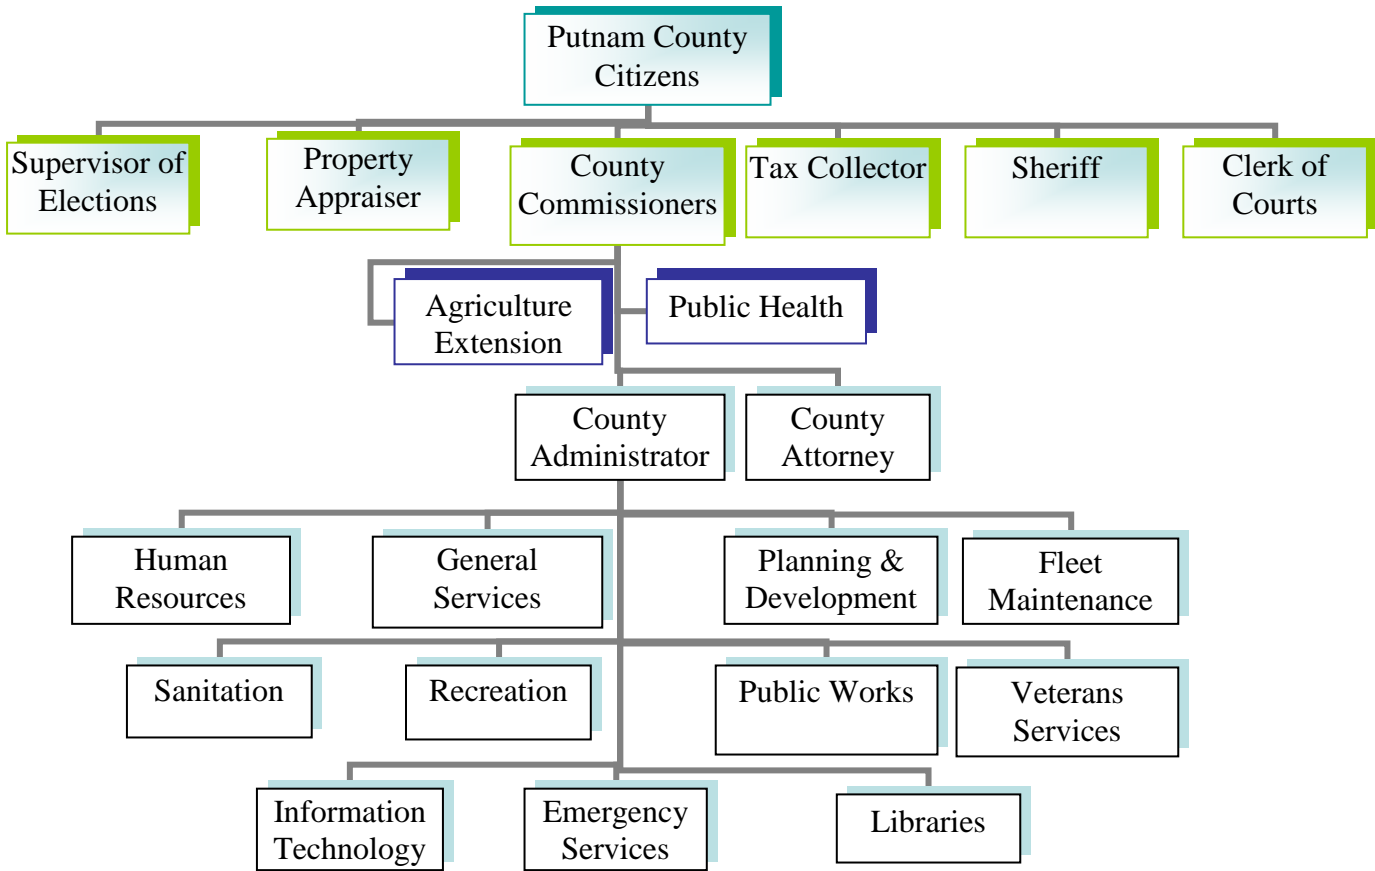 Putnam County
Citizens
Supervisor of
Elections
Property
Appraiser
County
Commissioners
Tax Collector
Sheriff
Clerk of
Courts
Agriculture
Extension
Public Health
County
Administrator
County
Attorney
Human
Resources
General
Services
Planning &
Development
Fleet
Maintenance
Sanitation
Recreation
Public Works
Veterans
Services
Information
Technology
Emergency
Services
Libraries